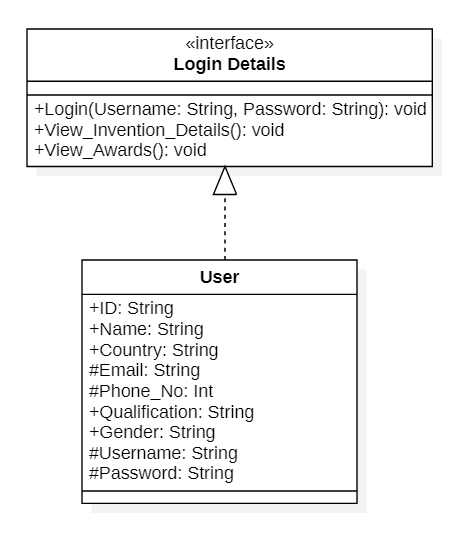 «interface»
Login Details
+Login(Username: String, Password: String): void
+View_Invention_Details(): void
+View_Awards(): void
User
+ID: String
+Name: String
+Country: String
#Email: String
#Phone_No: Int
+Qualification: String
+Gender: String
#Username: String
#Password: String